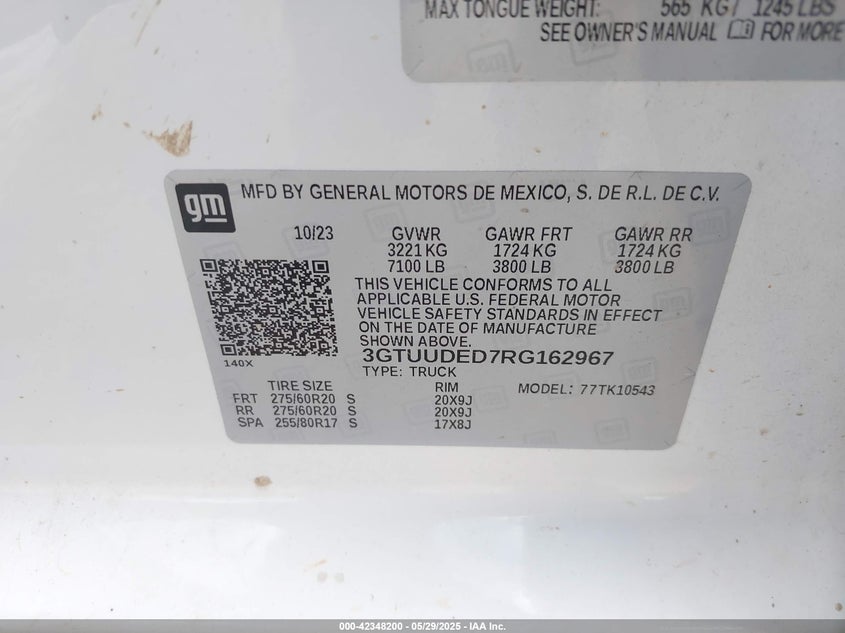 MAX TONGUE WEIGHT: 565 KG / 1245 LBS
SEE OWNER'S MANUAL FOR MORE
gm MFD BY GENERAL MOTORS DE MEXICO, S. DE R.L. DE C.V.
10/23 GVWR GAWR FRT GAWR RR
3221 KG 1724 KG 1724 KG
7100 LB 3800 LB 3800 LB
THIS VEHICLE CONFORMS TO ALL
APPLICABLE U.S. FEDERAL MOTOR
VEHICLE SAFETY STANDARDS IN EFFECT
ON THE DATE OF MANUFACTURE
SHOWN ABOVE.
3GTUUDED7RG162967
140X
TYPE: TRUCK
TIRE SIZE RIM MODEL: 77TK10543
FRT 275/60R20 S 20X9J
RR 275/60R20 S 20X9J
SPA 255/80R17 S 17X8J
000-42348200 - 05/29/2025 - IAA Inc.